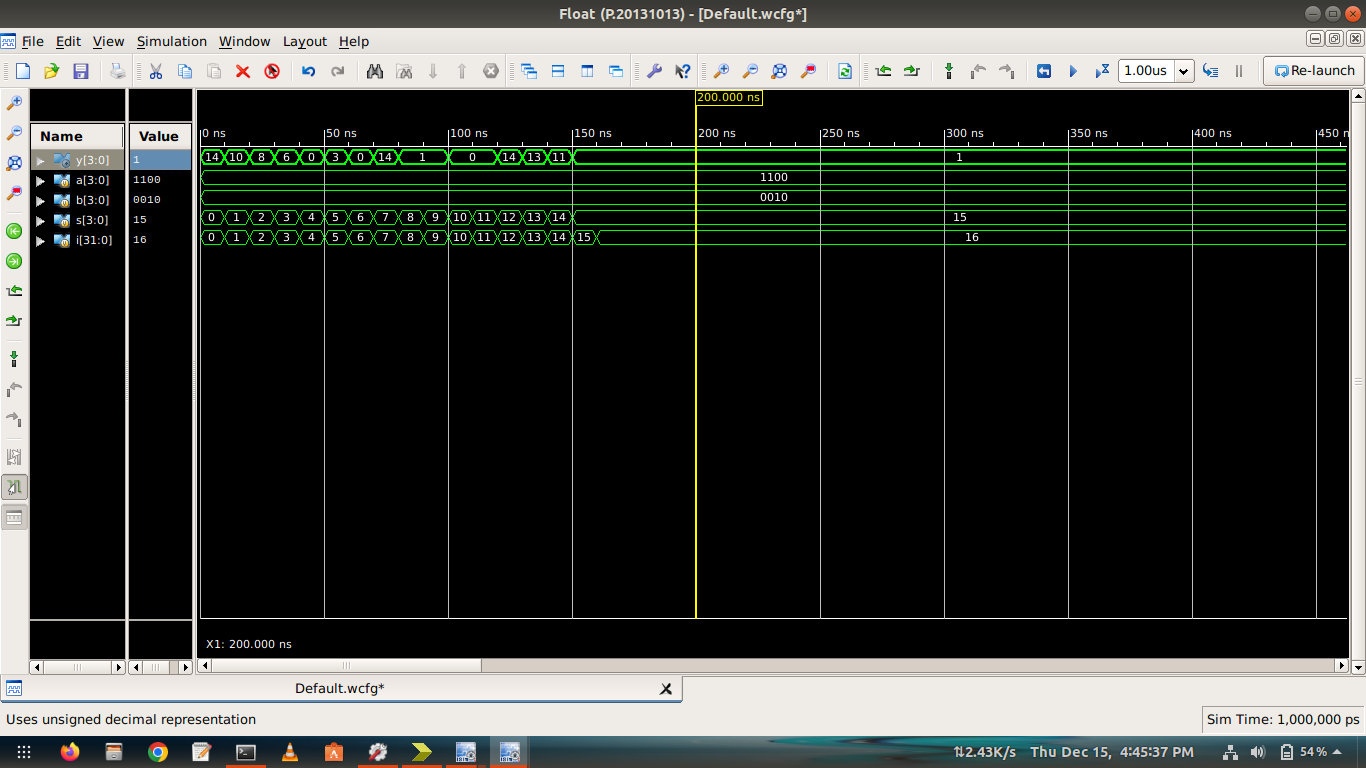 Float (P.20131013) - [Default.wcfg*]
File Edit View Simulation Window Layout Help
1.00us Re-launch
200.000 ns
Name Value
0 ns 50 ns 100 ns 150 ns 200 ns 250 ns 300 ns 350 ns 400 ns 450 n
y[3:0] 1 14 10 8 6 0 3 0 14 1 0 14 13 11 1
a[3:0] 1100 1100
b[3:0] 0010 0010
s[3:0] 15 0 1 2 3 4 5 6 7 8 9 10 11 12 13 14 15
i[31:0] 16 0 1 2 3 4 5 6 7 8 9 10 11 12 13 14 15 16
X1: 200.000 ns
Default.wcfg*
Uses unsigned decimal representation
Sim Time: 1,000,000 ps
2.43K/s Thu Dec 15, 4:45:37 PM 54 %